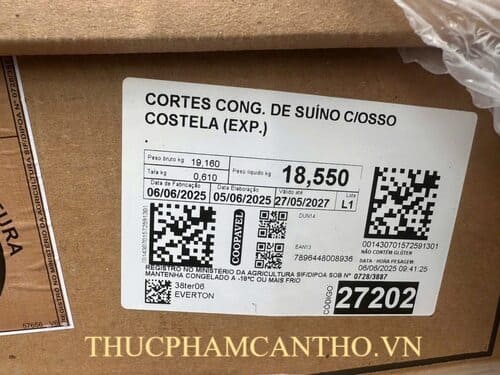 CORTES CONG. DE SUÍNO C/OSSO
COSTELA (EXP.)
Peso bruto kg 19,160
Tara kg 0,610
Peso líquido kg 18,550
Data de Fabricação 06/06/2025
Data Elaboração 05/06/2025
Válido até 27/05/2027
Lote L1
001430701572591301
COOPAVEL
DUN14
EAN13
7896448008936
001430701572591301
NÃO CONTÉM GLÚTEN
DATA / HORA PESAGEM
06/06/2025 09:41:25
REGISTRO NO MINISTÉRIO DA AGRICULTURA SIF/DIPOA SOB Nº 0728/3887
MANTENHA CONGELADO A -18ºC OU MAIS FRIO
38ter06
EVERTON
CÓDIGO
27202
THUCPHAMCANTHO.VN